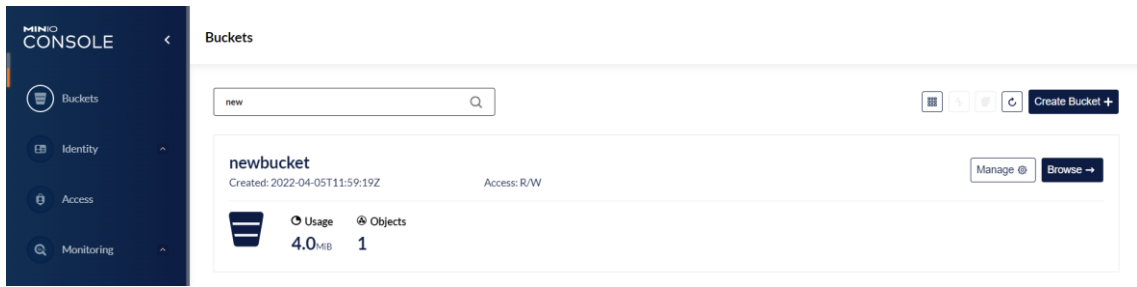 MINIO
CONSOLE
Buckets
Identity
Access
Monitoring
Buckets
new
Create Bucket +
newbucket
Created: 2022-04-05T11:59:19Z Access: R/W
Manage
Browse →
Usage Objects
4.0MiB 1